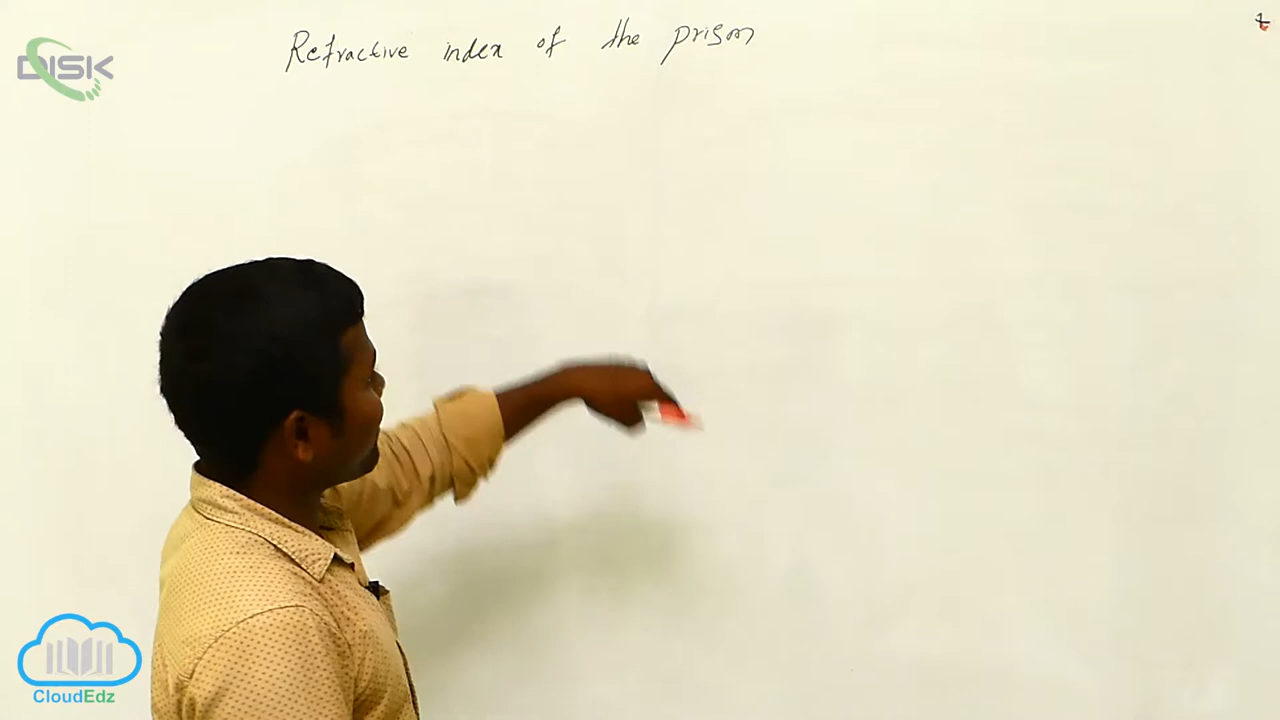 Refractive index of the prism
DISK
CloudEdz